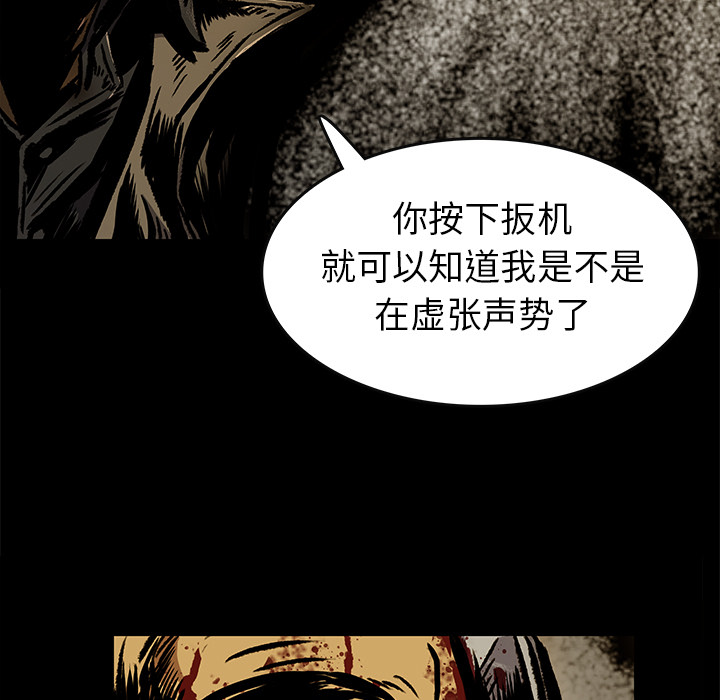 你按下扳机
就可以知道我是不是
在虚张声势了